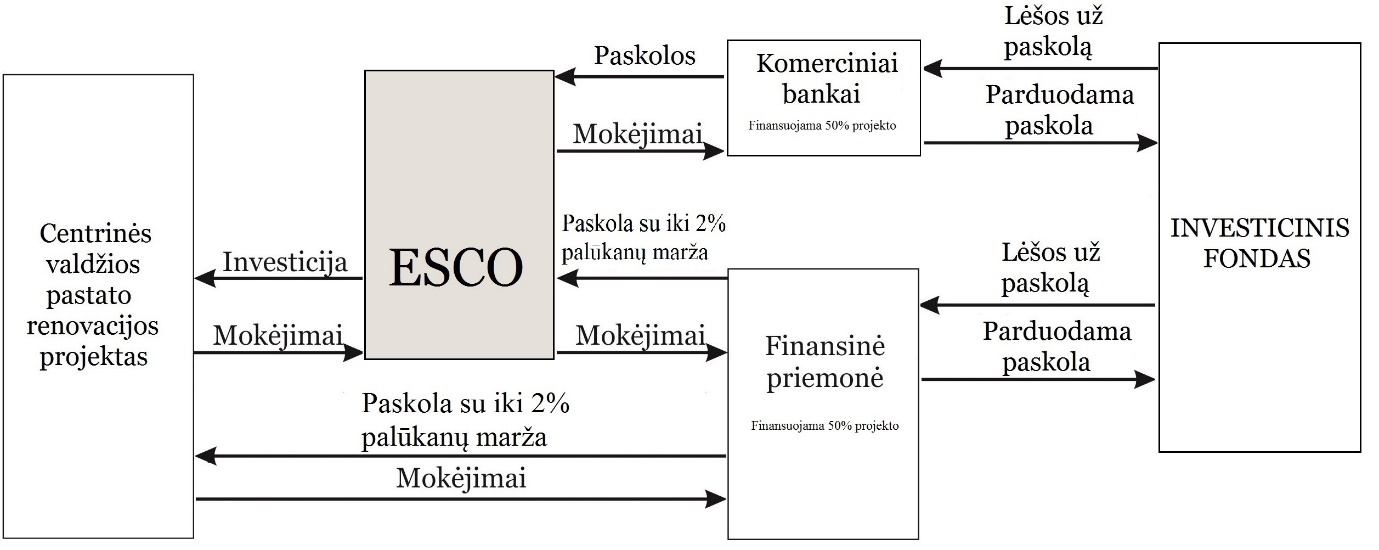 Centrinės
valdžios
pastato
renovacijos
projektas
Investicija
Mokėjimai
ESCO
Paskolos
Mokėjimai
Paskola su iki 2%
palūkanų marža
Mokėjimai
Paskola su iki 2%
palūkanų marža
Mokėjimai
Komerciniai
bankai
Finansuojama 50% projekto
Finansinė
priemonė
Finansuojama 50% projekto
Lėšos už
paskolą
Parduodama
paskola
Lėšos už
paskolą
Parduodama
paskola
INVESTICINIS
FONDAS